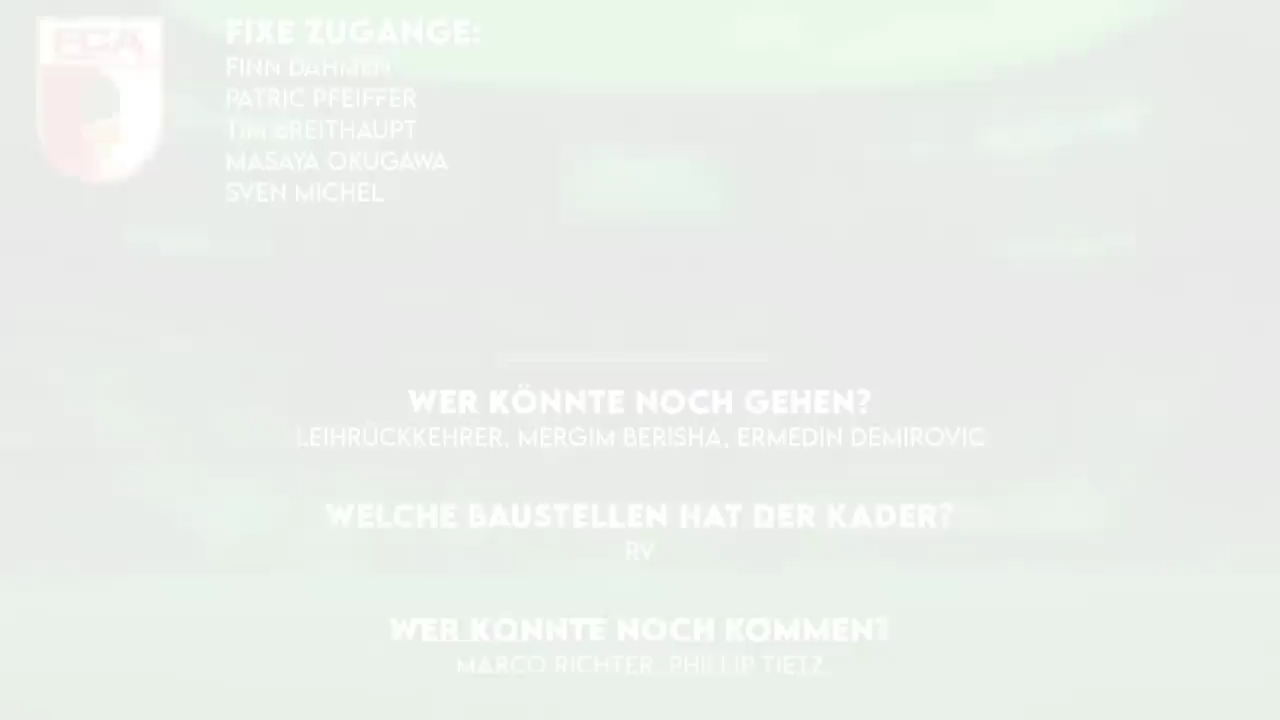 FCA
FIXE ZUGÄNGE:
FINN DAHMEN
PATRIC PFEIFFER
TIM BREITHAUPT
MASAYA OKUGAWA
SVEN MICHEL
WER KÖNNTE NOCH GEHEN?
LEIHRÜCKKEHRER, MERGIM BERISHA, ERMEDIN DEMIROVIC
WELCHE BAUSTELLEN HAT DER KADER?
RV
WER KÖNNTE NOCH KOMMEN?
MARCO RICHTER, PHILLIP TIETZ